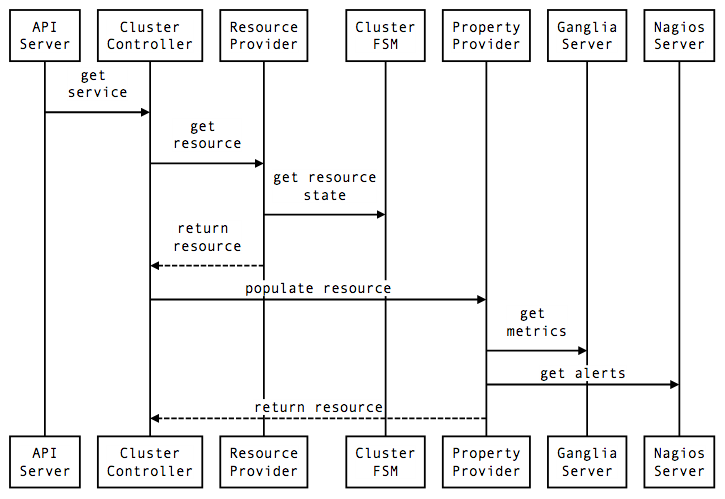 API
Server
Cluster
Controller
Resource
Provider
Cluster
FSM
Property
Provider
Ganglia
Server
Nagios
Server
get
service
get
resource
get resource
state
return
resource
populate resource
get
metrics
get alerts
return resource
API
Server
Cluster
Controller
Resource
Provider
Cluster
FSM
Property
Provider
Ganglia
Server
Nagios
Server